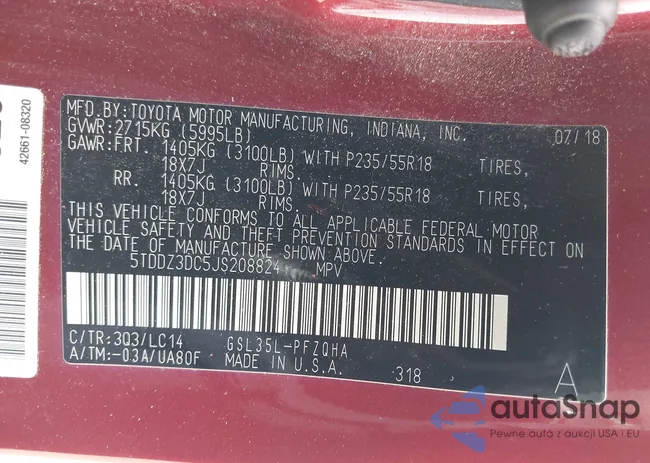 42661-08320
MFD.BY:TOYOTA MOTOR MANUFACTURING, INDIANA, INC. 07/18
GVWR:2715KG (5995LB)
GAWR:FRT. 1405KG (3100LB) WITH P235/55R18 TIRES,
18X7J RIMS.
RR. 1405KG (3100LB) WITH P235/55R18 TIRES,
18X7J RIMS.
THIS VEHICLE CONFORMS TO ALL APPLICABLE FEDERAL MOTOR
VEHICLE SAFETY AND THEFT PREVENTION STANDARDS IN EFFECT ON
THE DATE OF MANUFACTURE SHOWN ABOVE.
5TDDZ3DC5JS208824 MPV
C/TR:3Q3/LC14 GSL35L-PFZQHA
A/TM:-03A/UA80F MADE IN U.S.A. 318 A
autaSnap
Pewne auta z aukcji USA i EU